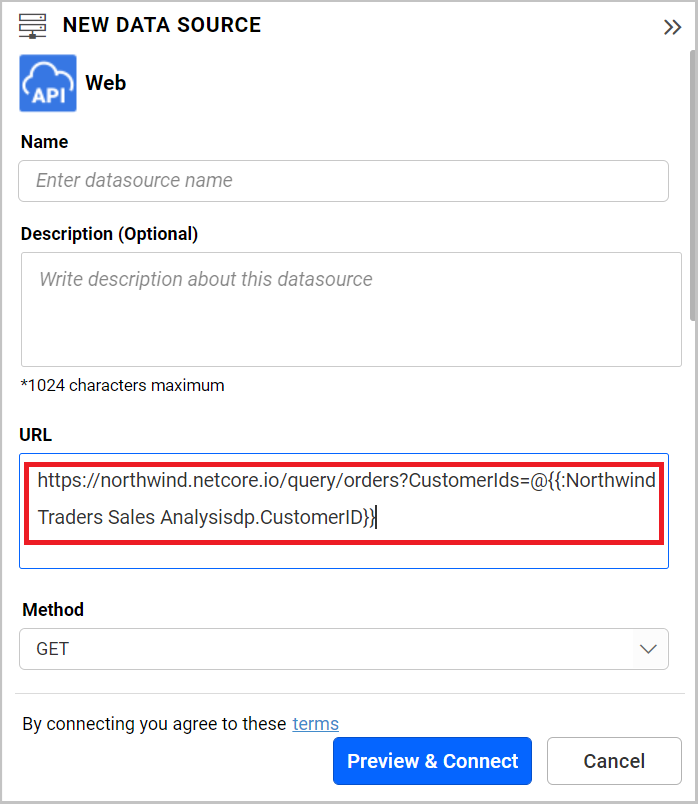 NEW DATA SOURCE
API
Web
Name
Enter datasource name
Description (Optional)
Write description about this datasource
*1024 characters maximum
URL
https://northwind.netcore.io/query/orders?CustomerIds=@{{:Northwind
Traders Sales Analysisdp.CustomerID}}
Method
GET
By connecting you agree to these terms
Preview & Connect
Cancel